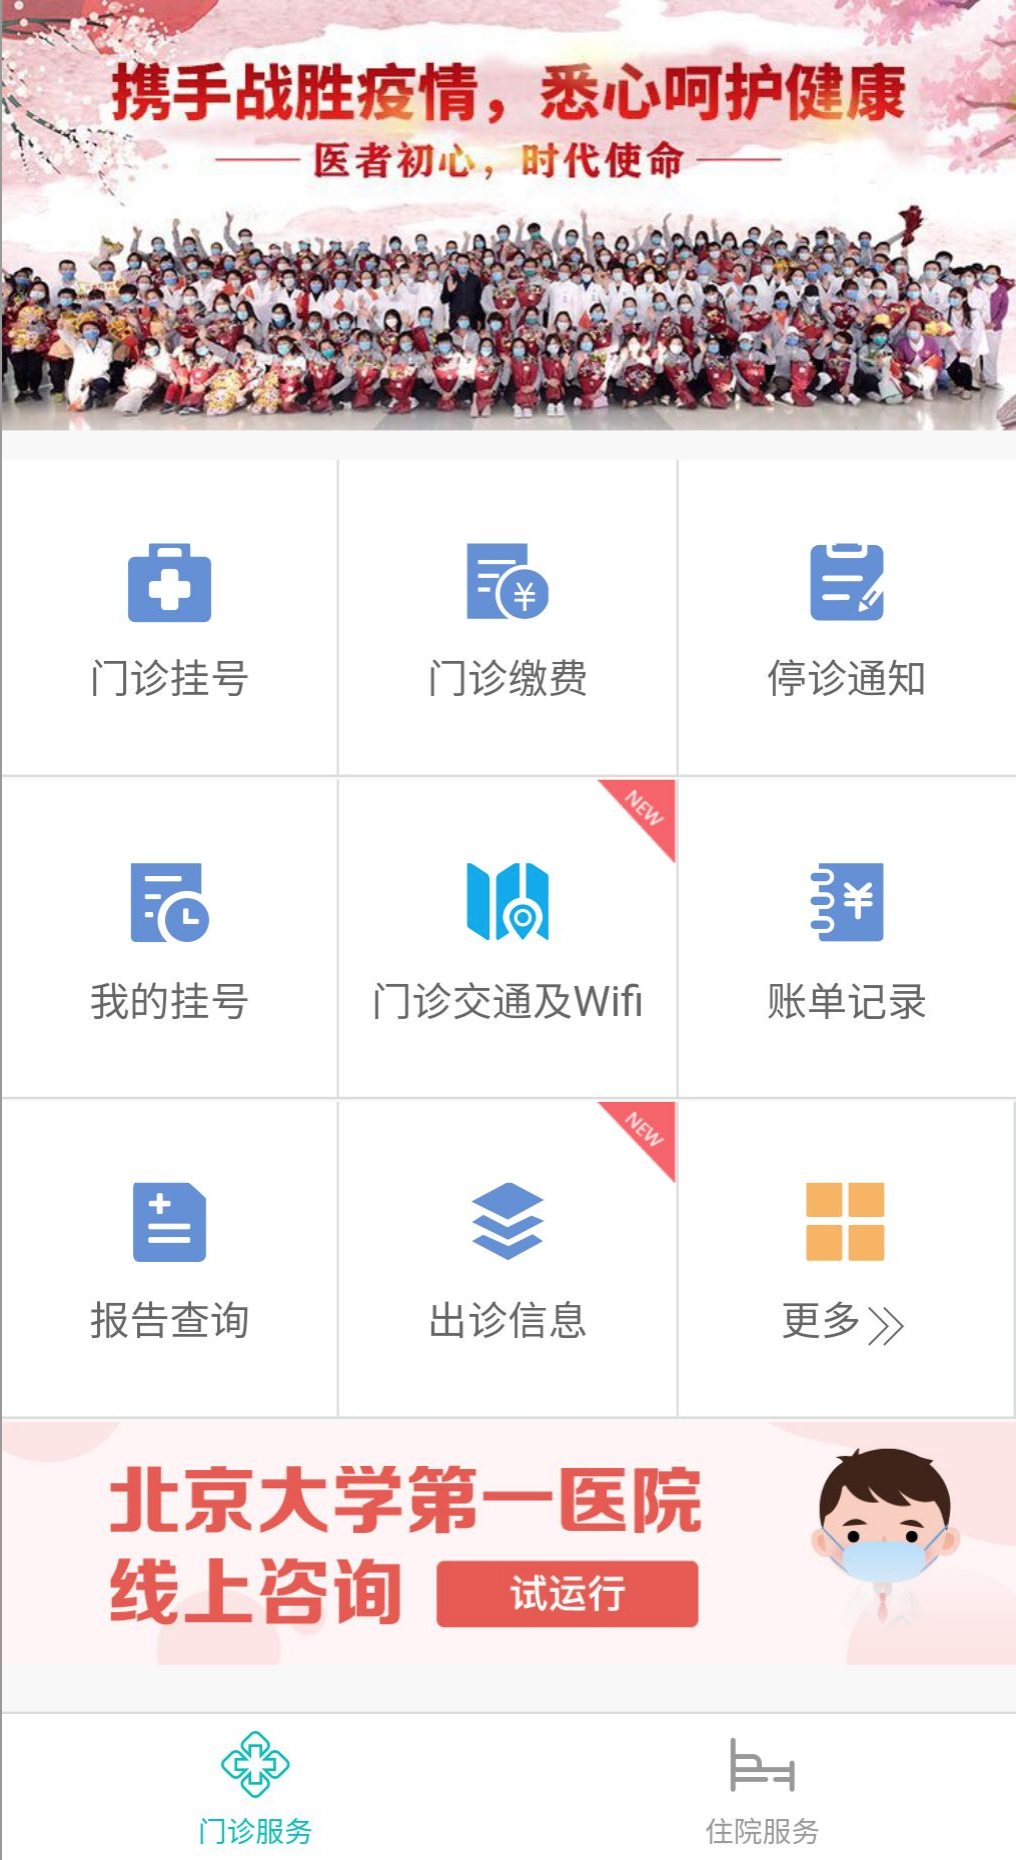 携手战胜疫情，悉心呵护健康
医者初心，时代使命
门诊挂号
门诊缴费
停诊通知
NEW
我的挂号
门诊交通及Wifi
账单记录
NEW
报告查询
出诊信息
更多
北京大学第一医院
线上咨询
试运行
门诊服务
住院服务